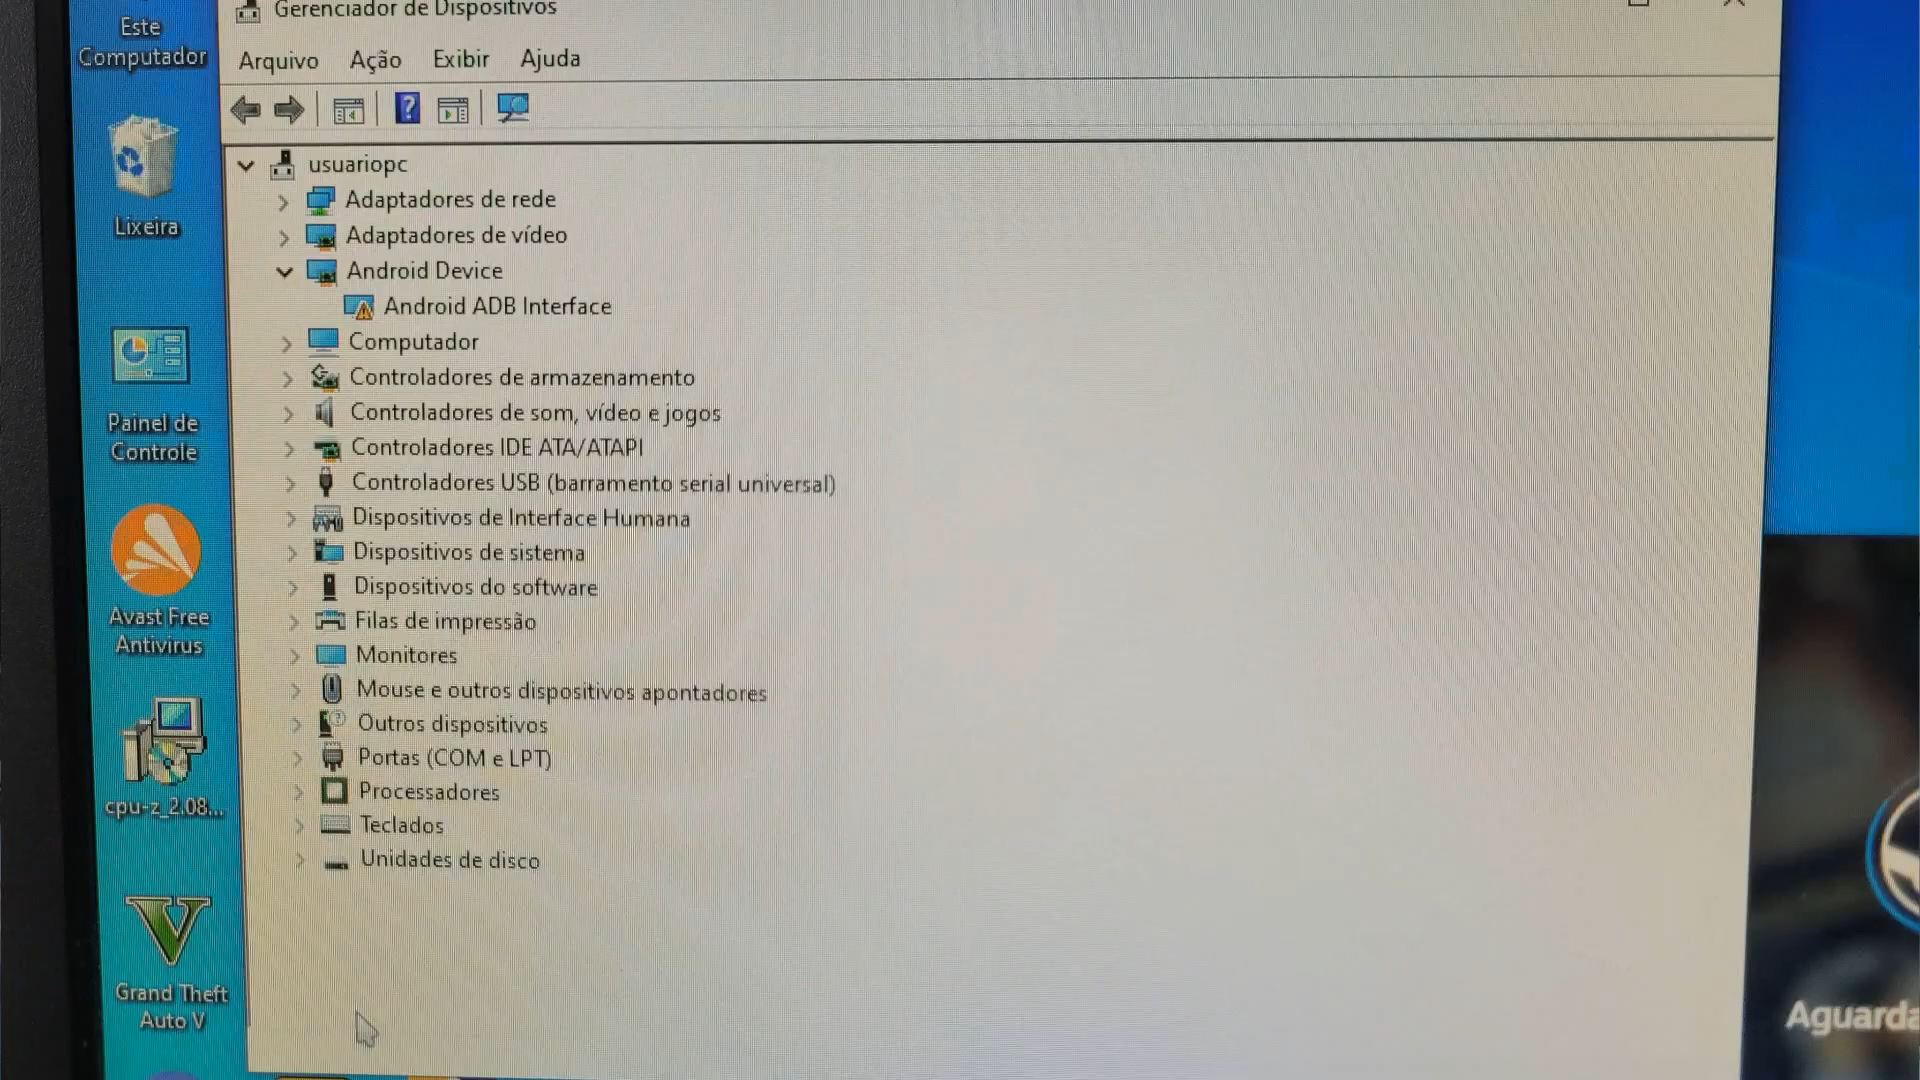 Gerenciador de Dispositivos
Este
Computador
Arquivo Ação Exibir Ajuda
Lixeira
Painel de
Controle
Avast Free
Antivirus
cpu-z_2.08...
Grand Theft
Auto V
usuariopc
Adaptadores de rede
Adaptadores de vídeo
Android Device
Android ADB Interface
Computador
Controladores de armazenamento
Controladores de som, vídeo e jogos
Controladores IDE ATA/ATAPI
Controladores USB (barramento serial universal)
Dispositivos de Interface Humana
Dispositivos de sistema
Dispositivos do software
Filas de impressão
Monitores
Mouse e outros dispositivos apontadores
Outros dispositivos
Portas (COM e LPT)
Processadores
Teclados
Unidades de disco
Aguarda